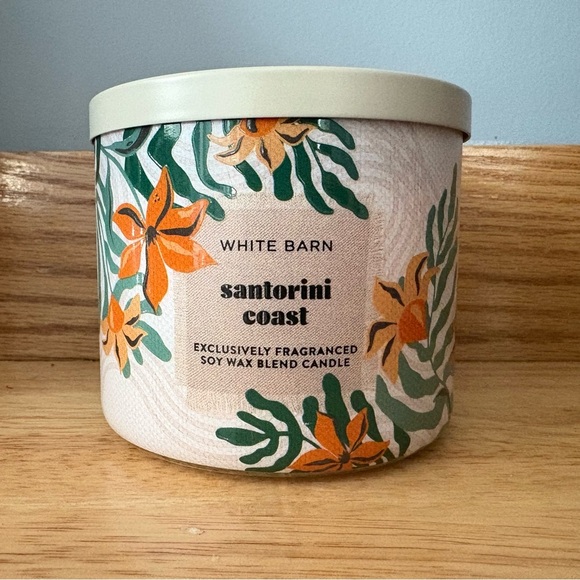 WHITE BARN
santorini
coast
EXCLUSIVELY FRAGRANCED
SOY WAX BLEND CANDLE